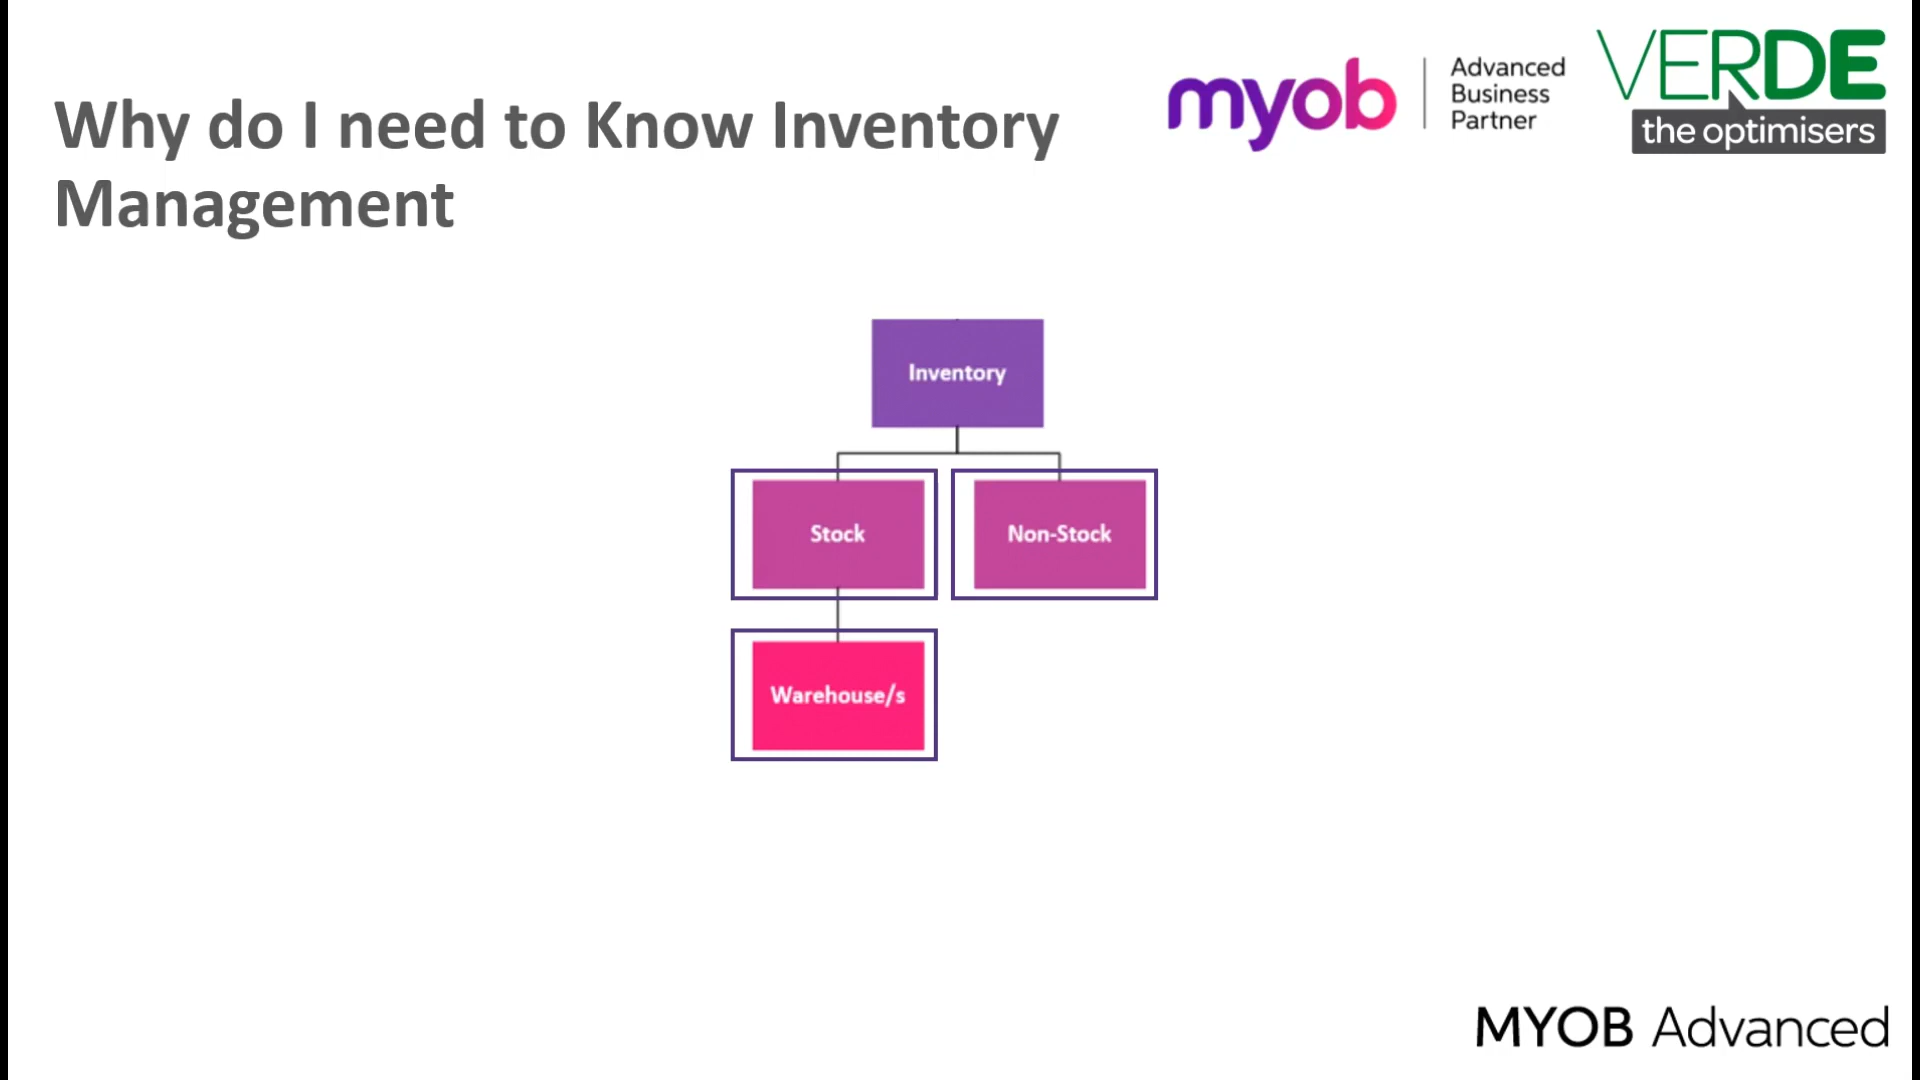 Why do I need to Know Inventory
Management
myob
Advanced
Business
Partner
VERDE
the optimisers
Inventory
Stock
Non-Stock
Warehouse/s
MYOB Advanced